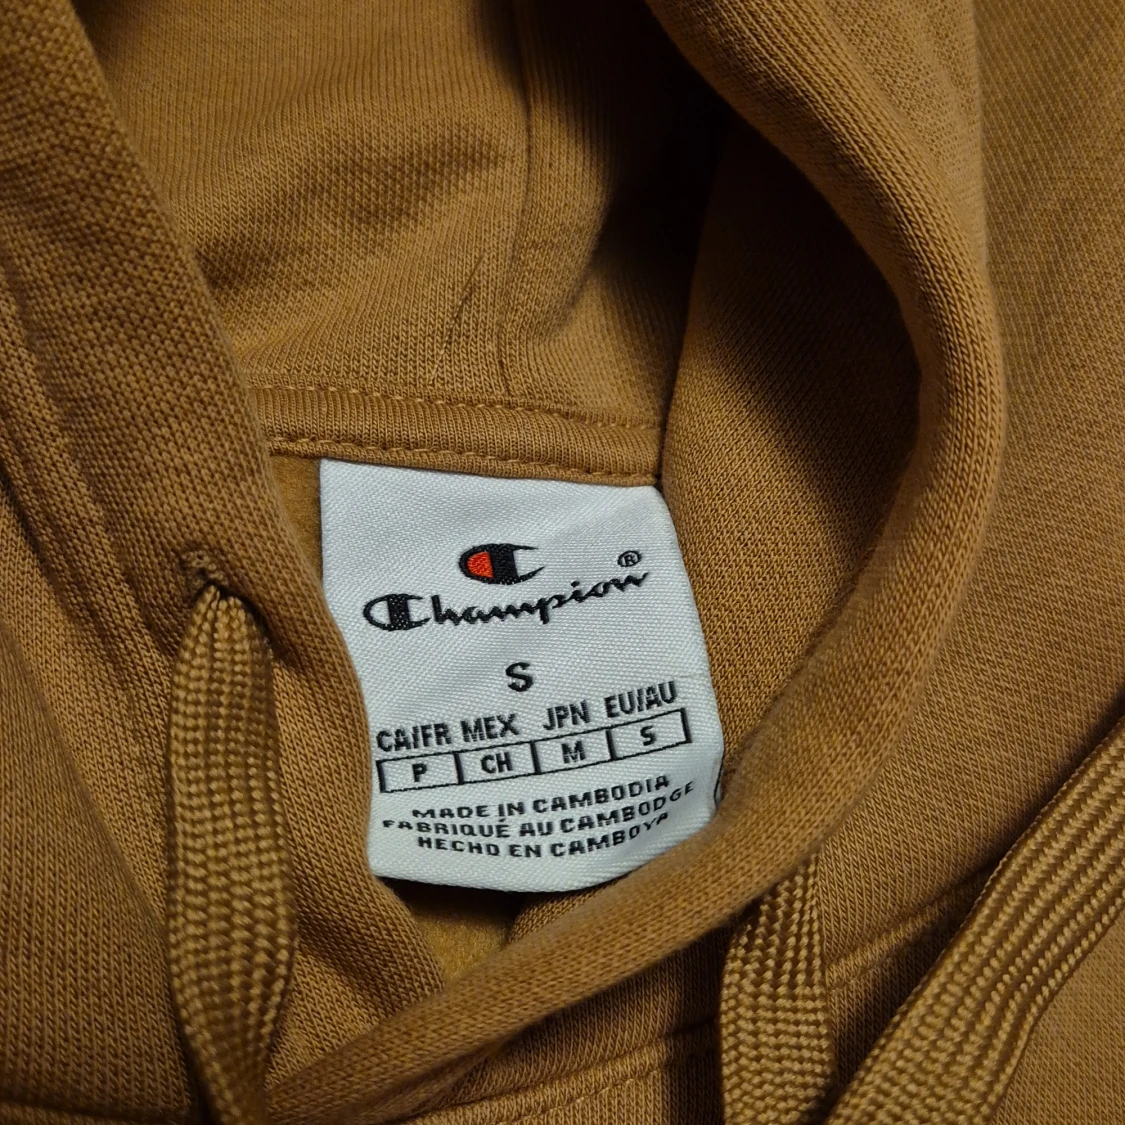 Champion®
S
CA/FR MEX JPN EU/AU
P CH M S
MADE IN CAMBODIA
FABRIQUÉ AU CAMBODGE
HECHO EN CAMBOYA